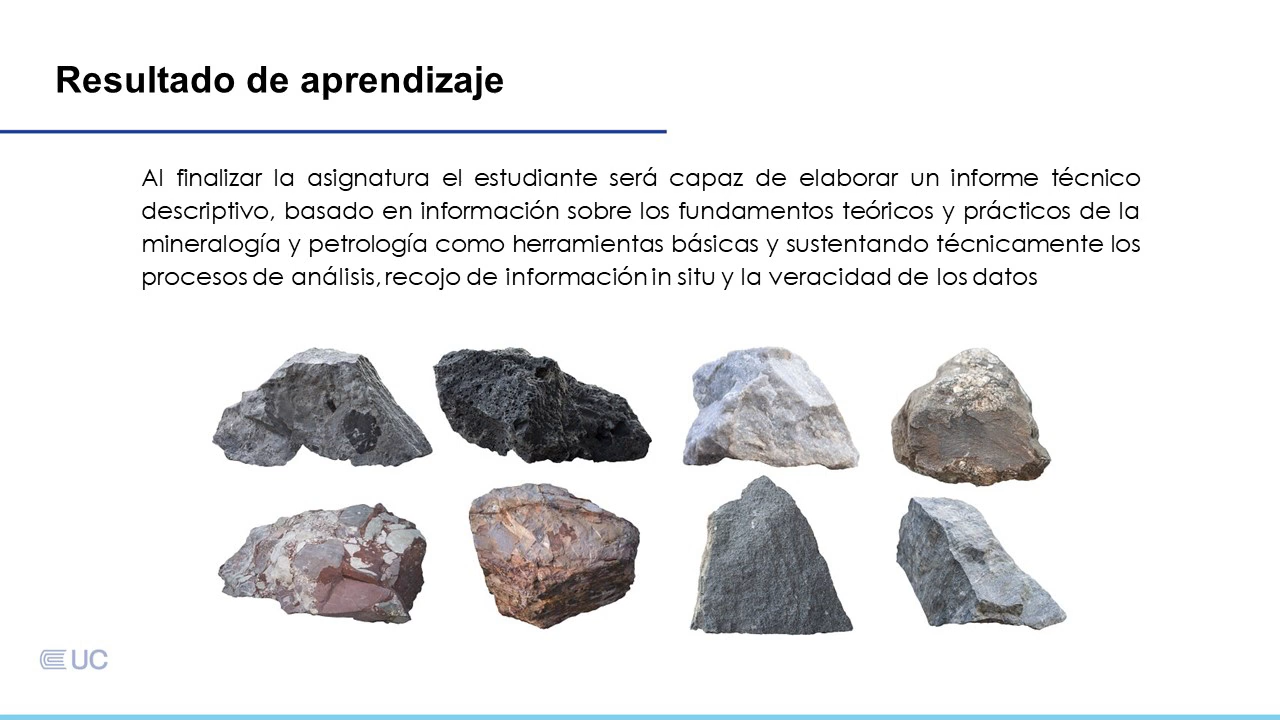 Resultado de aprendizaje
Al finalizar la asignatura el estudiante será capaz de elaborar un informe técnico
descriptivo, basado en información sobre los fundamentos teóricos y prácticos de la
mineralogía y petrología como herramientas básicas y sustentando técnicamente los
procesos de análisis, recojo de información in situ y la veracidad de los datos
UC